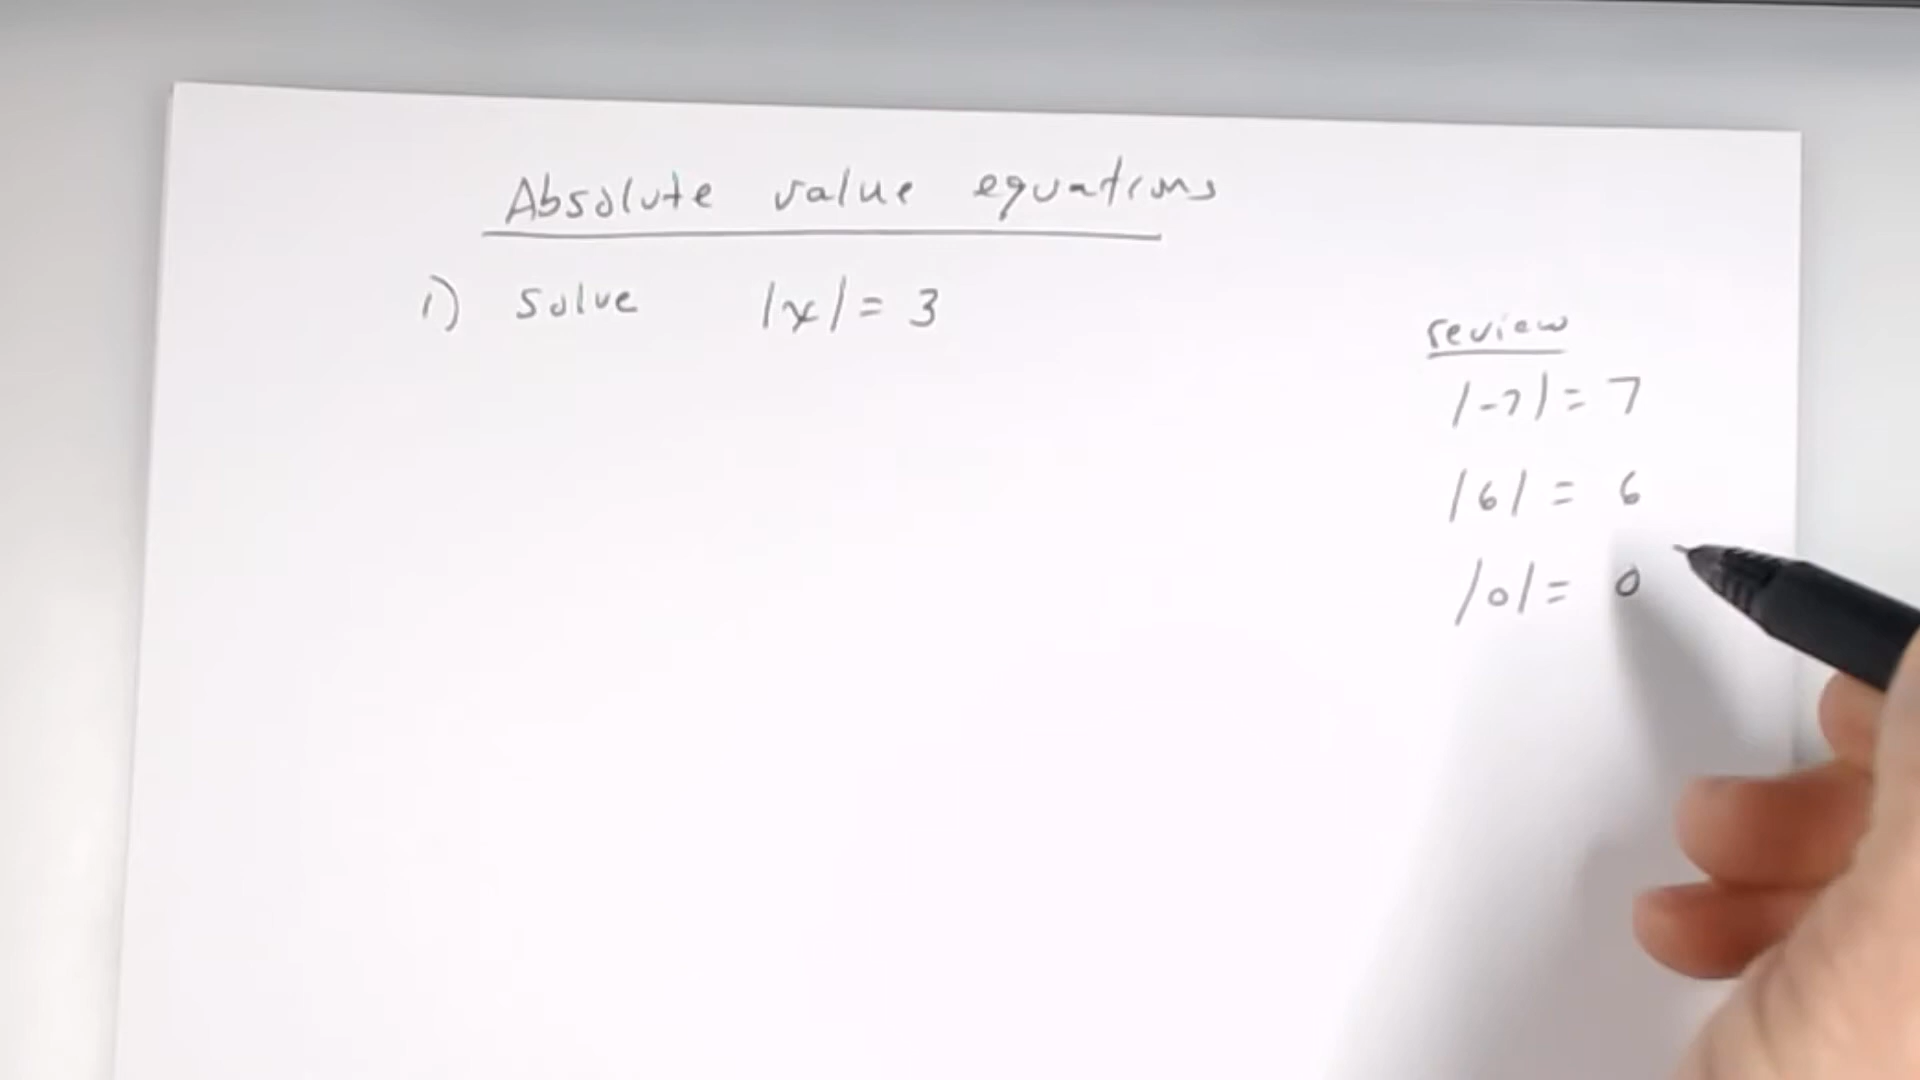 Absolute value equations
1) solve |x| = 3
review
|-7| = 7
|6| = 6
|0| = 0